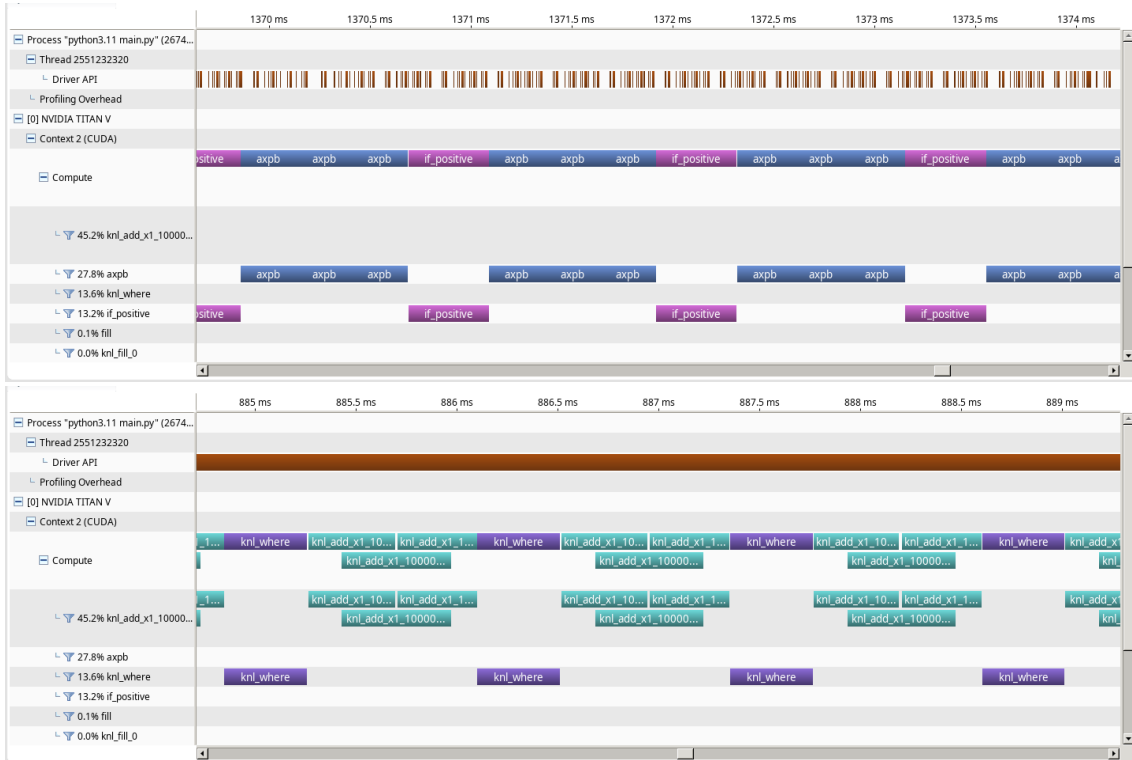 1370 ms 1370.5 ms 1371 ms 1371.5 ms 1372 ms 1372.5 ms 1373 ms 1373.5 ms 1374 ms
Process "python3.11 main.py" (2674...
Thread 2551232320
Driver API
Profiling Overhead
[0] NVIDIA TITAN V
Context 2 (CUDA)
ositive axpb axpb axpb if_positive axpb axpb axpb if_positive axpb axpb axpb if_positive axpb axpb a
Compute
45.2% knl_add_x1_10000...
27.8% axpb axpb axpb axpb axpb axpb axpb axpb axpb axpb axpb axpb a
13.6% knl_where
13.2% if_positive ositive if_positive if_positive if_positive
0.1% fill
0.0% knl_fill_0
885 ms 885.5 ms 886 ms 886.5 ms 887 ms 887.5 ms 888 ms 888.5 ms 889 ms
Process "python3.11 main.py" (2674...
Thread 2551232320
Driver API
Profiling Overhead
[0] NVIDIA TITAN V
Context 2 (CUDA)
_1... knl_where knl_add_x1_10... knl_add_x1_1... knl_where knl_add_x1_10... knl_add_x1_1... knl_where knl_add_x1_10... knl_add_x1_1... knl_where knl_add_x1
Compute knl_add_x1_10000... knl_add_x1_10000... knl_add_x1_10000... knl_
_1... knl_add_x1_10... knl_add_x1_1... knl_add_x1_10... knl_add_x1_1... knl_add_x1_10... knl_add_x1_1... knl_add_x1
45.2% knl_add_x1_10000... knl_add_x1_10000... knl_add_x1_10000... knl_add_x1_10000... knl_
27.8% axpb
13.6% knl_where knl_where knl_where knl_where knl_where
13.2% if_positive
0.1% fill
0.0% knl_fill_0